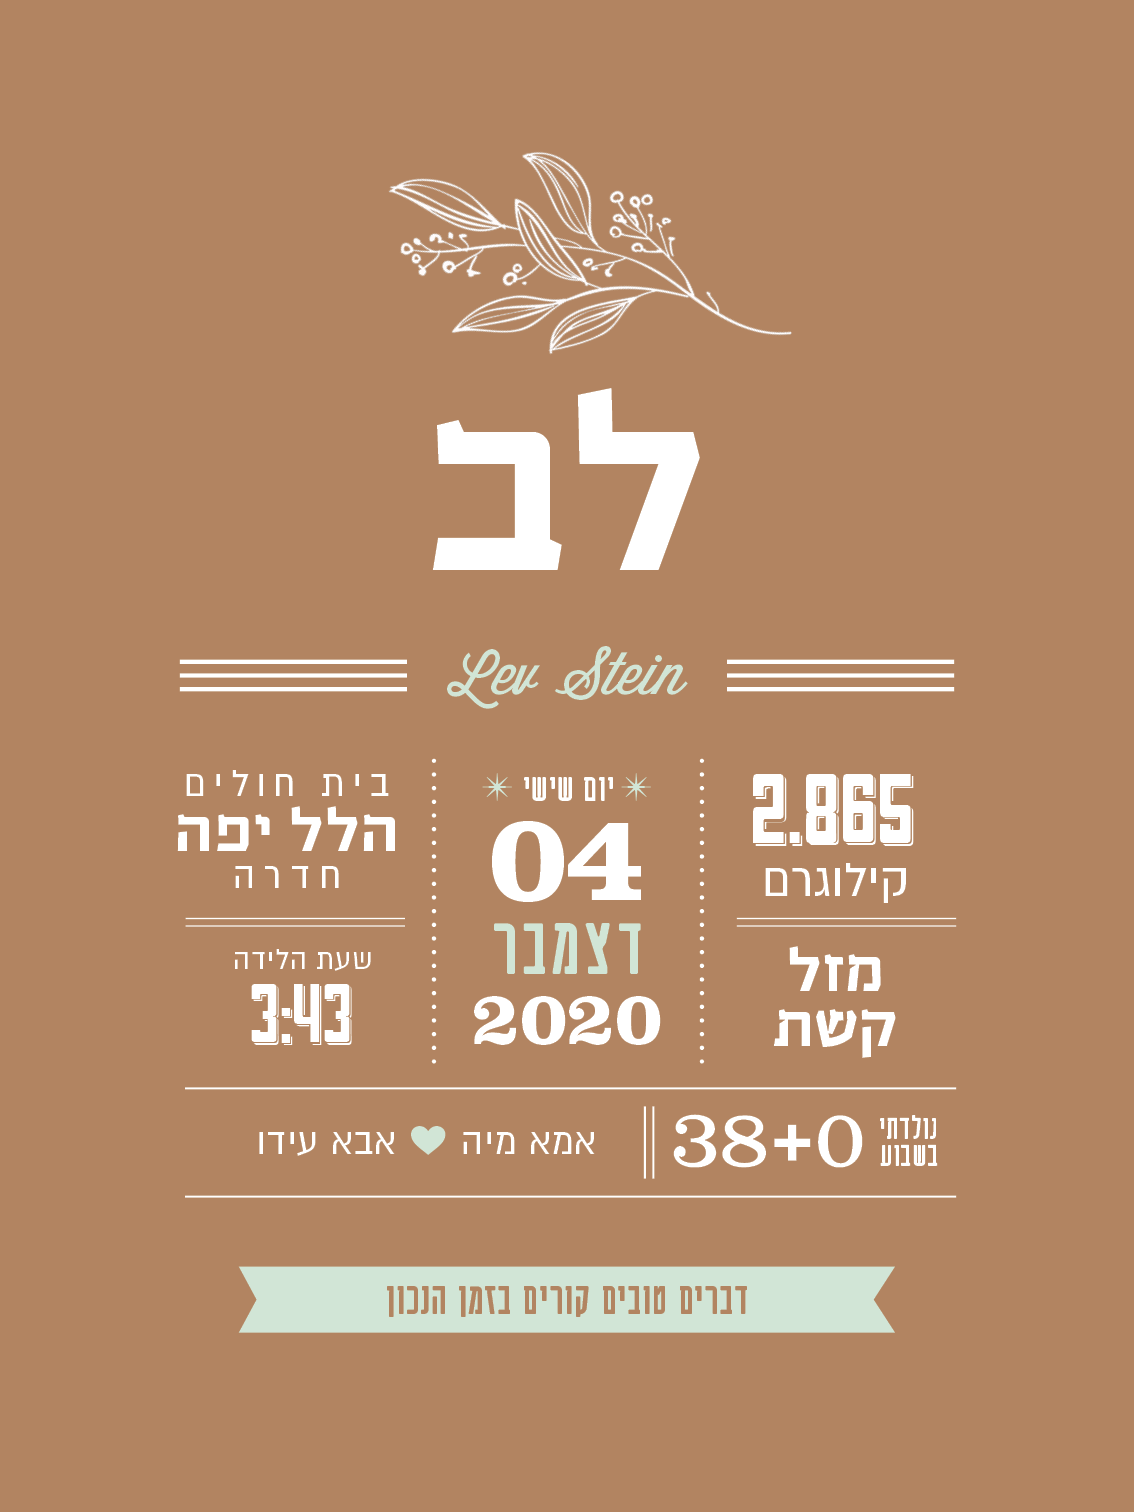 לב
Lev Stein
2.865
קילוגרם
מזל
קשת
יום שישי
04
דצמבר
2020
בית חולים
הלל יפה
חדרה
שעת הלידה
3:43
נולדתי
בשבוע
38+0
אמא מיה אבא עידו
דברים טובים קורים בזמן הנכון